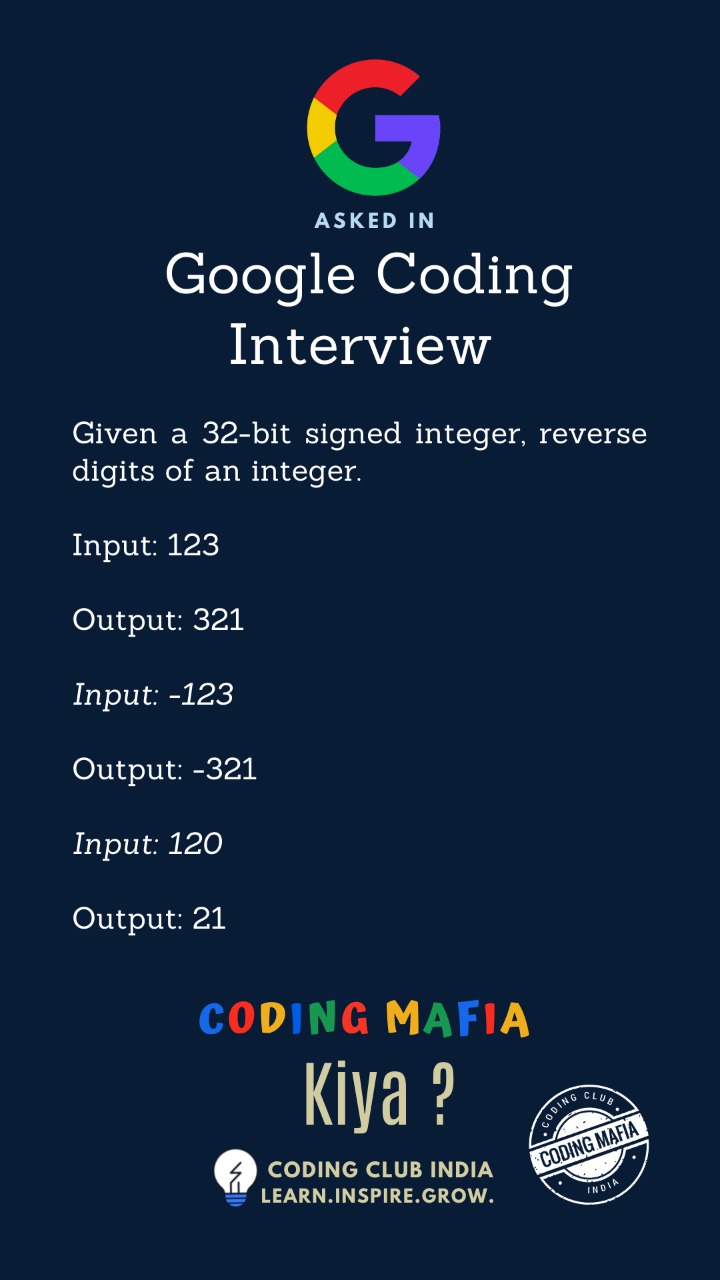 ASKED IN
Google Coding
Interview
Given a 32-bit signed integer, reverse
digits of an integer.
Input: 123
Output: 321
Input: -123
Output: -321
Input: 120
Output: 21
CODING MAFIA
Kiya ?
CODING CLUB INDIA
LEARN.INSPIRE.GROW.
CODING CLUB
CODING MAFIA
INDIA